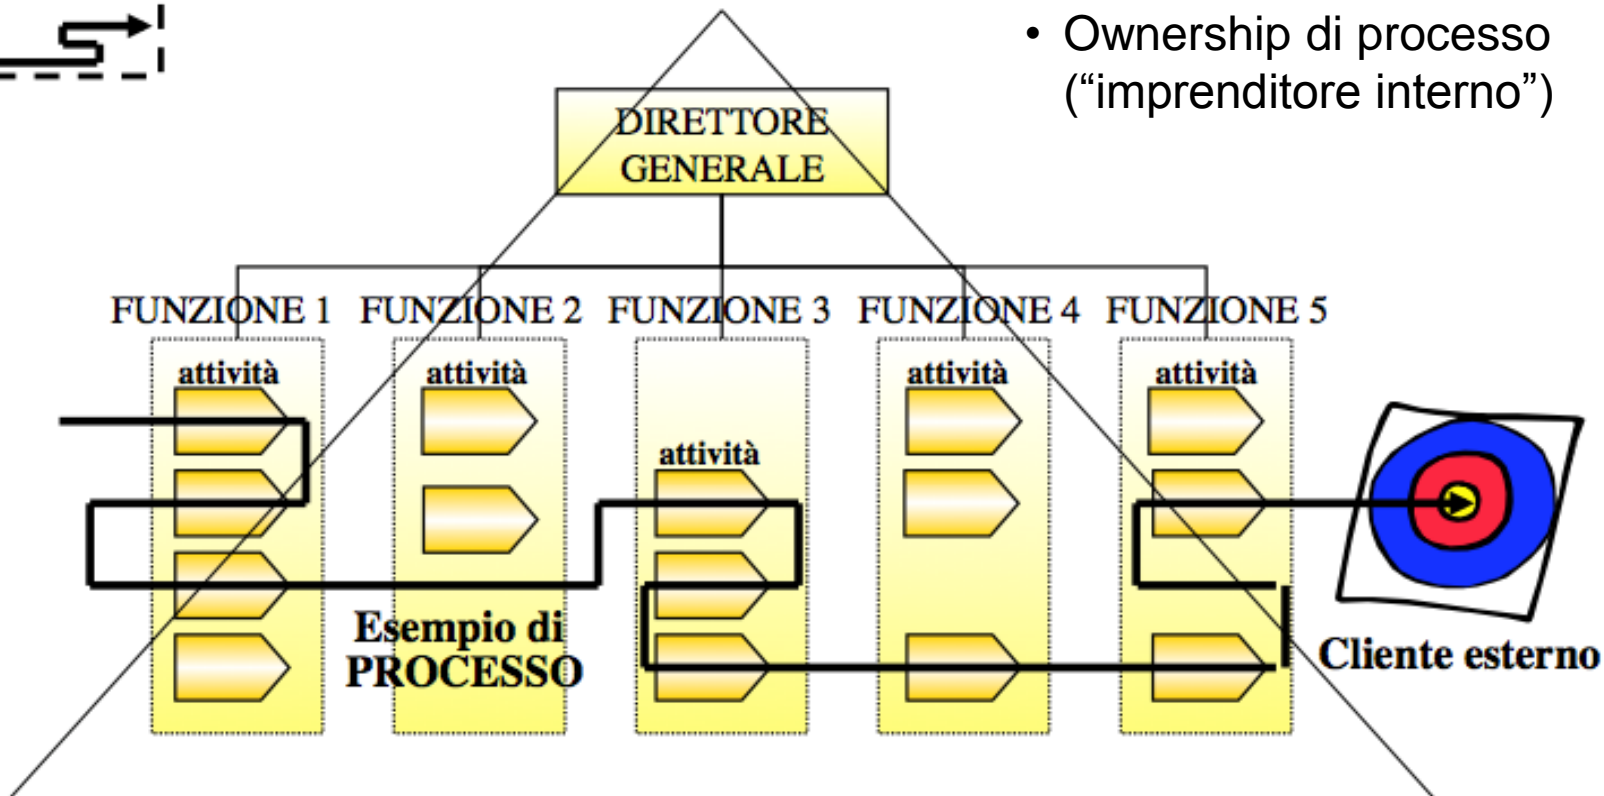 • Ownership di processo
(“imprenditore interno”)
DIRETTORE
GENERALE
FUNZIONE 1 FUNZIONE 2 FUNZIONE 3 FUNZIONE 4 FUNZIONE 5
attività attività attività attività
attività
Esempio di
PROCESSO
Cliente esterno